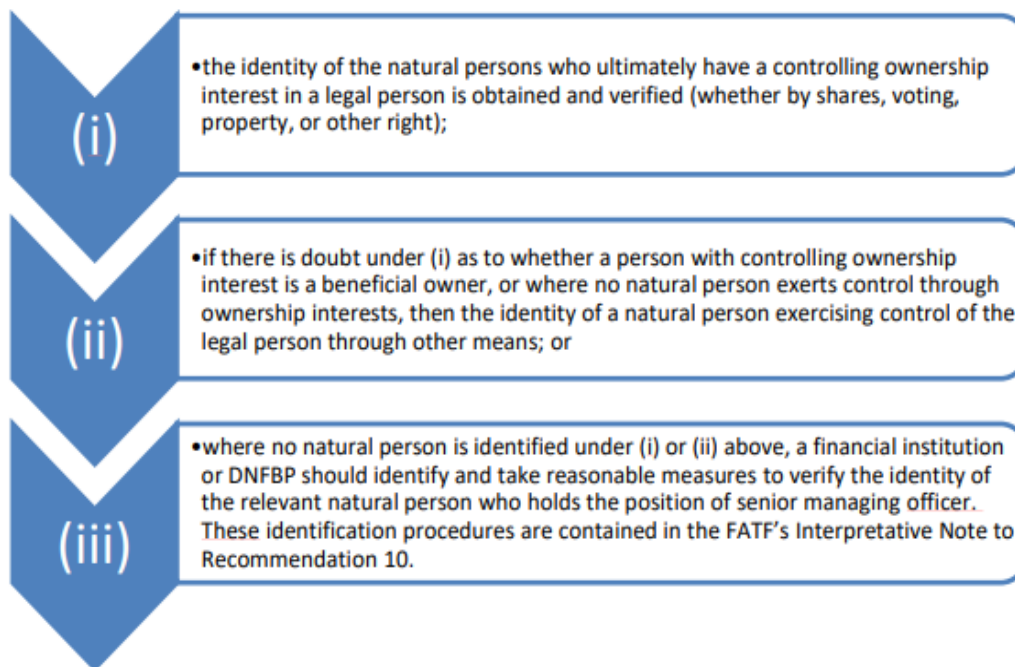 (i)
•the identity of the natural persons who ultimately have a controlling ownership
interest in a legal person is obtained and verified (whether by shares, voting,
property, or other right);
(ii)
•if there is doubt under (i) as to whether a person with controlling ownership
interest is a beneficial owner, or where no natural person exerts control through
ownership interests, then the identity of a natural person exercising control of the
legal person through other means; or
(iii)
•where no natural person is identified under (i) or (ii) above, a financial institution
or DNFBP should identify and take reasonable measures to verify the identity of
the relevant natural person who holds the position of senior managing officer.
These identification procedures are contained in the FATF's Interpretative Note to
Recommendation 10.